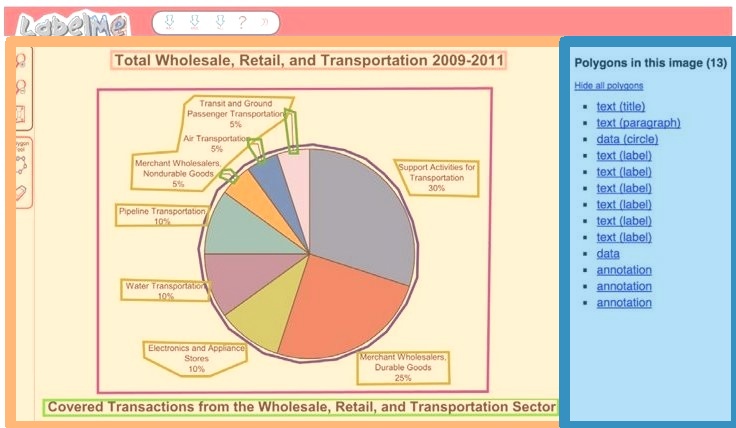 LabelMe
?
Total Wholesale, Retail, and Transportation 2009-2011
Transit and Ground
Passenger Transportation
5%
Air Transportation
5%
Merchant Wholesalers,
Nondurable Goods
5%
Pipeline Transportation
10%
Water Transportation
10%
Electronics and Appliance
Stores
10%
Support Activities for
Transportation
30%
Merchant Wholesalers,
Durable Goods
25%
Covered Transactions from the Wholesale, Retail, and Transportation Sector
Polygons in this image (13)
Hide all polygons
text (title)
text (paragraph)
data (circle)
text (label)
text (label)
text (label)
text (label)
text (label)
text (label)
data
annotation
annotation
annotation